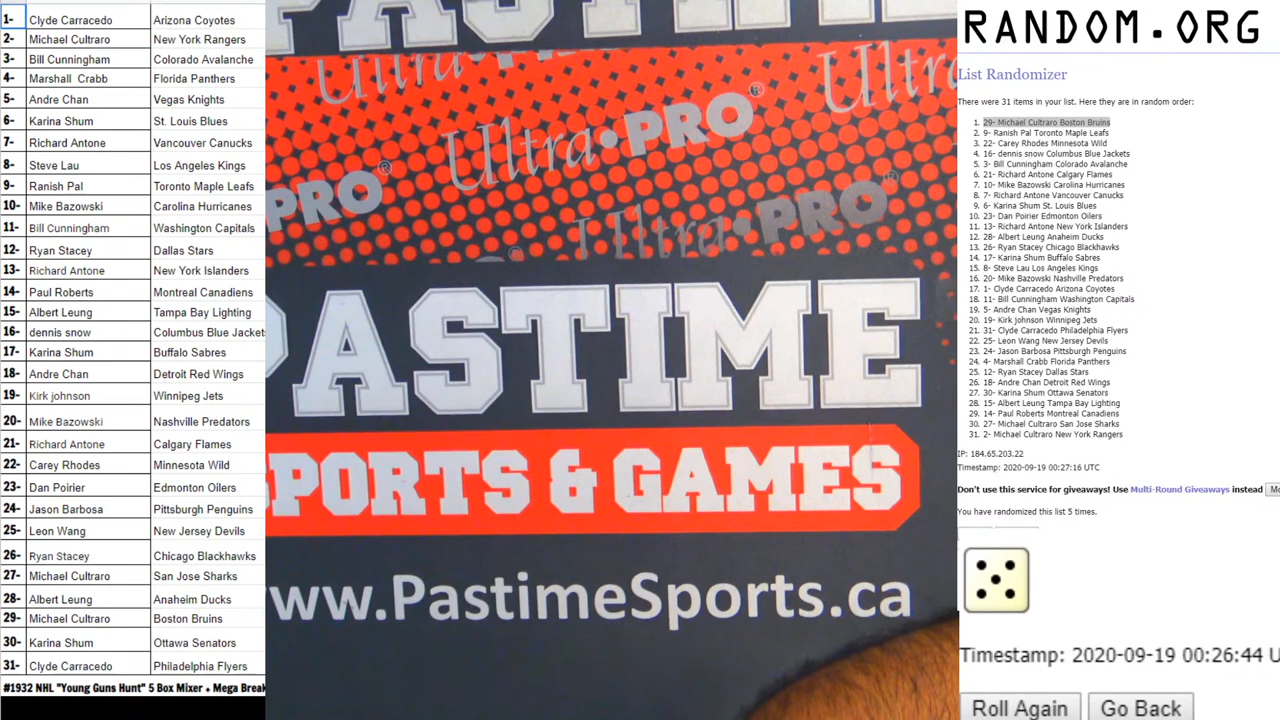 1- Clyde Carracedo Arizona Coyotes
2- Michael Cultraro New York Rangers
3- Bill Cunningham Colorado Avalanche
4- Marshall Crabb Florida Panthers
5- Andre Chan Vegas Knights
6- Karina Shum St. Louis Blues
7- Richard Antone Vancouver Canucks
8- Steve Lau Los Angeles Kings
9- Ranish Pal Toronto Maple Leafs
10- Mike Bazowski Carolina Hurricanes
11- Bill Cunningham Washington Capitals
12- Ryan Stacey Dallas Stars
13- Richard Antone New York Islanders
14- Paul Roberts Montreal Canadiens
15- Albert Leung Tampa Bay Lighting
16- dennis snow Columbus Blue Jackets
17- Karina Shum Buffalo Sabres
18- Andre Chan Detroit Red Wings
19- Kirk johnson Winnipeg Jets
20- Mike Bazowski Nashville Predators
21- Richard Antone Calgary Flames
22- Carey Rhodes Minnesota Wild
23- Dan Poirier Edmonton Oilers
24- Jason Barbosa Pittsburgh Penguins
25- Leon Wang New Jersey Devils
26- Ryan Stacey Chicago Blackhawks
27- Michael Cultraro San Jose Sharks
28- Albert Leung Anaheim Ducks
29- Michael Cultraro Boston Bruins
30- Karina Shum Ottawa Senators
31- Clyde Carracedo Philadelphia Flyers
#1932 NHL "Young Guns Hunt" 5 Box Mixer + Mega Break
PASTIME
Ultra
Ultra
Ultra•PRO®
PRO®
Ultra•PRO®
PASTIME
SPORTS & GAMES
www.PastimeSports.ca
RANDOM.ORG
List Randomizer
There were 31 items in your list. Here they are in random order:
1. 29- Michael Cultraro Boston Bruins
2. 9- Ranish Pal Toronto Maple Leafs
3. 22- Carey Rhodes Minnesota Wild
4. 16- dennis snow Columbus Blue Jackets
5. 3- Bill Cunningham Colorado Avalanche
6. 21- Richard Antone Calgary Flames
7. 10- Mike Bazowski Carolina Hurricanes
8. 7- Richard Antone Vancouver Canucks
9. 6- Karina Shum St. Louis Blues
10. 23- Dan Poirier Edmonton Oilers
11. 13- Richard Antone New York Islanders
12. 28- Albert Leung Anaheim Ducks
13. 26- Ryan Stacey Chicago Blackhawks
14. 17- Karina Shum Buffalo Sabres
15. 8- Steve Lau Los Angeles Kings
16. 20- Mike Bazowski Nashville Predators
17. 1- Clyde Carracedo Arizona Coyotes
18. 11- Bill Cunningham Washington Capitals
19. 5- Andre Chan Vegas Knights
20. 19- Kirk johnson Winnipeg Jets
21. 31- Clyde Carracedo Philadelphia Flyers
22. 25- Leon Wang New Jersey Devils
23. 24- Jason Barbosa Pittsburgh Penguins
24. 4- Marshall Crabb Florida Panthers
25. 12- Ryan Stacey Dallas Stars
26. 18- Andre Chan Detroit Red Wings
27. 30- Karina Shum Ottawa Senators
28. 15- Albert Leung Tampa Bay Lighting
29. 14- Paul Roberts Montreal Canadiens
30. 27- Michael Cultraro San Jose Sharks
31. 2- Michael Cultraro New York Rangers
IP: 184.65.203.22
Timestamp: 2020-09-19 00:27:16 UTC
Don't use this service for giveaways! Use Multi-Round Giveaways instead
You have randomized this list 5 times.
Timestamp: 2020-09-19 00:26:44 U
Roll Again Go Back